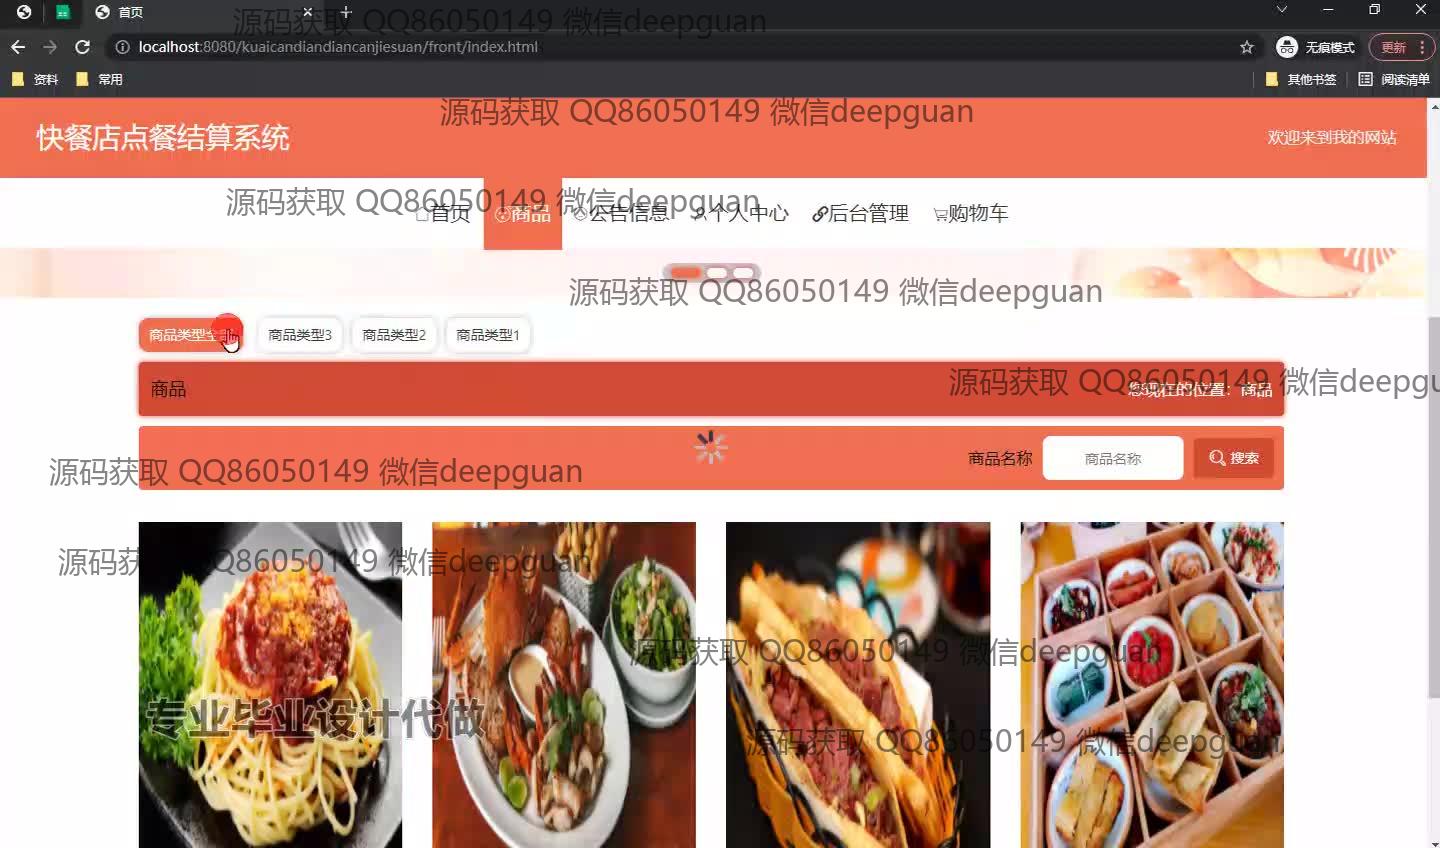 首页
源码获取 QQ86050149 微信deepguan
localhost:8080/kuaicandiandiancanjiesuan/front/index.html
无痕模式
更新
资料
常用
其他书签
阅读清单
源码获取 QQ86050149 微信deepguan
快餐店点餐结算系统
欢迎来到我的网站
源码获取 QQ86050149 微信deepguan
首页
商品
公告信息
个人中心
后台管理
购物车
源码获取 QQ86050149 微信deepguan
商品类型全部
商品类型3
商品类型2
商品类型1
源码获取 QQ86050149 微信deepgu
商品
您现在的位置：商品
源码获取 QQ86050149 微信deepguan
商品名称
商品名称
搜索
源码获取 QQ86050149 微信deepguan
源码获取 QQ86050149 微信deepguan
专业毕业设计代做
源码获取 QQ86050149 微信deepguan